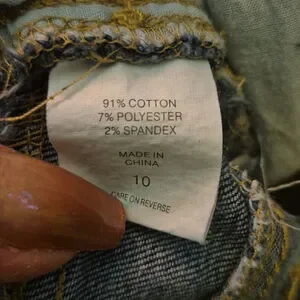 91% COTTON
7% POLYESTER
2% SPANDEX
MADE IN
CHINA
10
CARE ON REVERSE